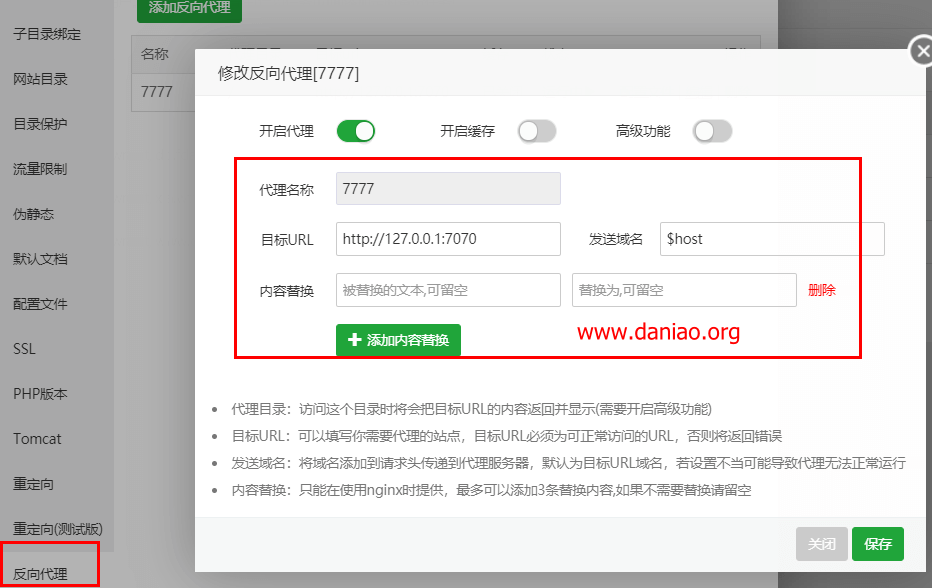 添加反向代理
子目录绑定
网站目录
目录保护
流量限制
伪静态
默认文档
配置文件
SSL
PHP版本
Tomcat
重定向
重定向(测试版)
反向代理
名称
7777
修改反向代理[7777]
开启代理 开启缓存 高级功能
代理名称 7777
目标URL http://127.0.0.1:7070 发送域名 $host
内容替换 被替换的文本,可留空 替换为,可留空 删除
添加内容替换 www.daniao.org
代理目录：访问这个目录时将会把目标URL的内容返回并显示(需要开启高级功能)
目标URL：可以填写你需要代理的站点，目标URL必须为可正常访问的URL，否则将返回错误
发送域名：将域名添加到请求头传递到代理服务器，默认为目标URL域名，若设置不当可能导致代理无法正常运行
内容替换：只能在使用nginx时提供，最多可以添加3条替换内容,如果不需要替换请留空
关闭 保存